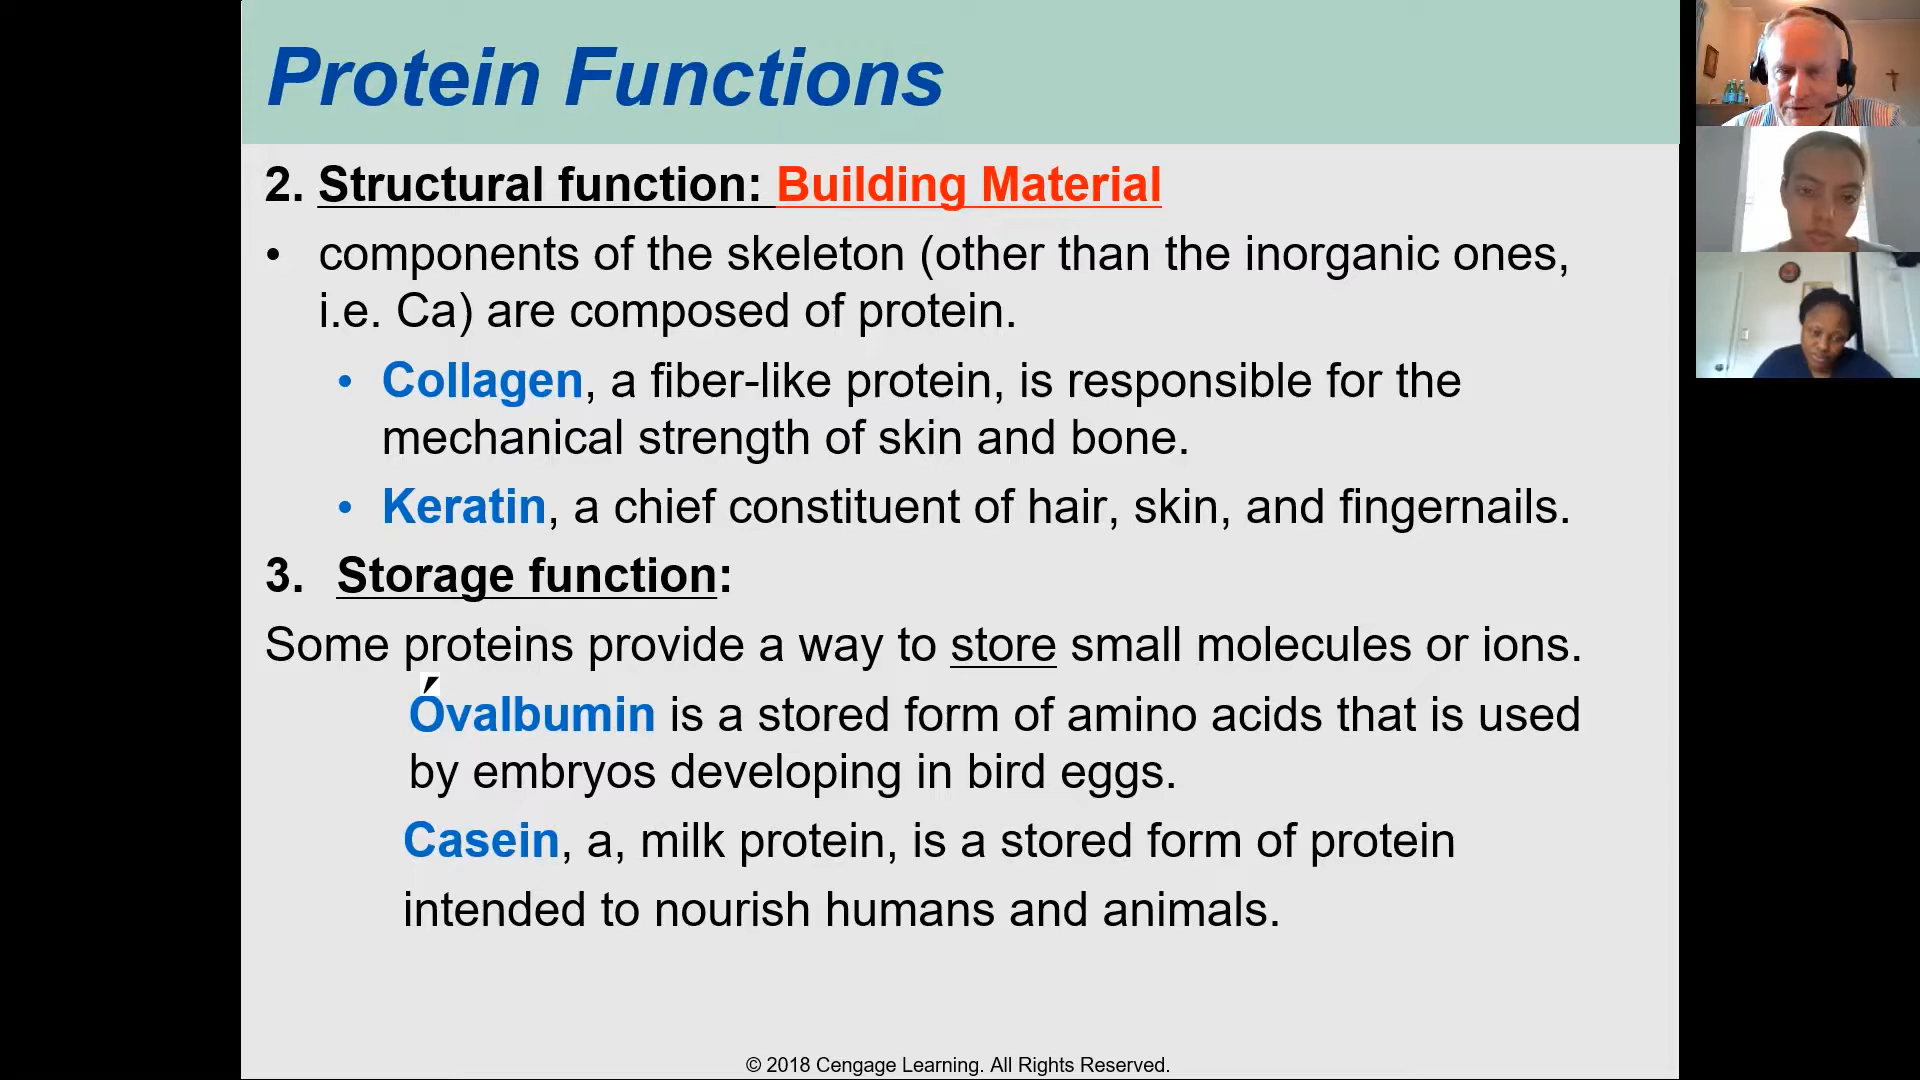 Protein Functions
2. Structural function: Building Material
• components of the skeleton (other than the inorganic ones,
i.e. Ca) are composed of protein.
• Collagen, a fiber-like protein, is responsible for the
mechanical strength of skin and bone.
• Keratin, a chief constituent of hair, skin, and fingernails.
3. Storage function:
Some proteins provide a way to store small molecules or ions.
Óvalbumin is a stored form of amino acids that is used
by embryos developing in bird eggs.
Casein, a, milk protein, is a stored form of protein
intended to nourish humans and animals.
© 2018 Cengage Learning. All Rights Reserved.